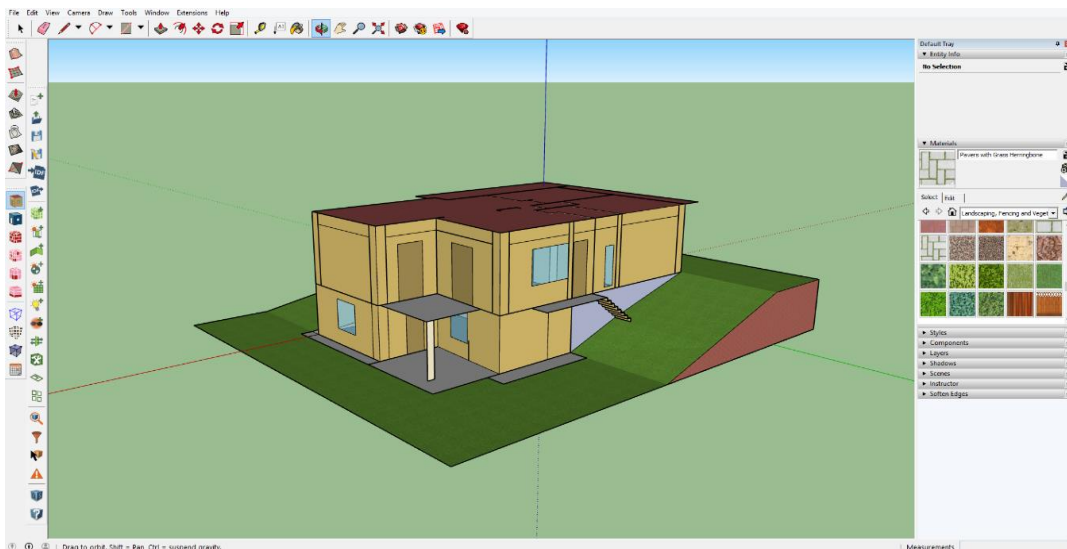 File Edit View Camera Draw Tools Window Extensions Help
Default Tray
Entity Info
No Selection
Materials
Pavers with Grass Herringbone
Select Edit
Landscaping, Fencing and Veget
Styles
Components
Layers
Shadows
Scenes
Instructor
Soften Edges
Drag to orbit. Shift = Pan, Ctrl = suspend gravity.
Measurements